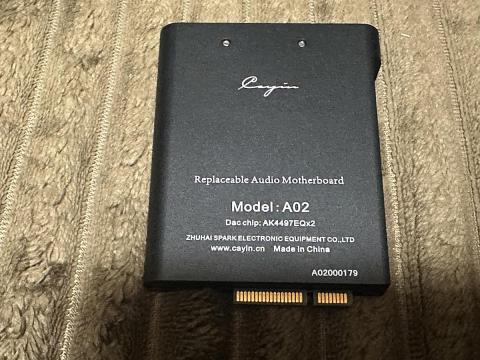 Cayin
Replaceable Audio Motherboard
Model: A02
Dac chip: AK4497EQx2
ZHUHAI SPARK ELECTRONIC EQUIPMENT CO.,LTD
www.cayin.cn Made in China
A02000179